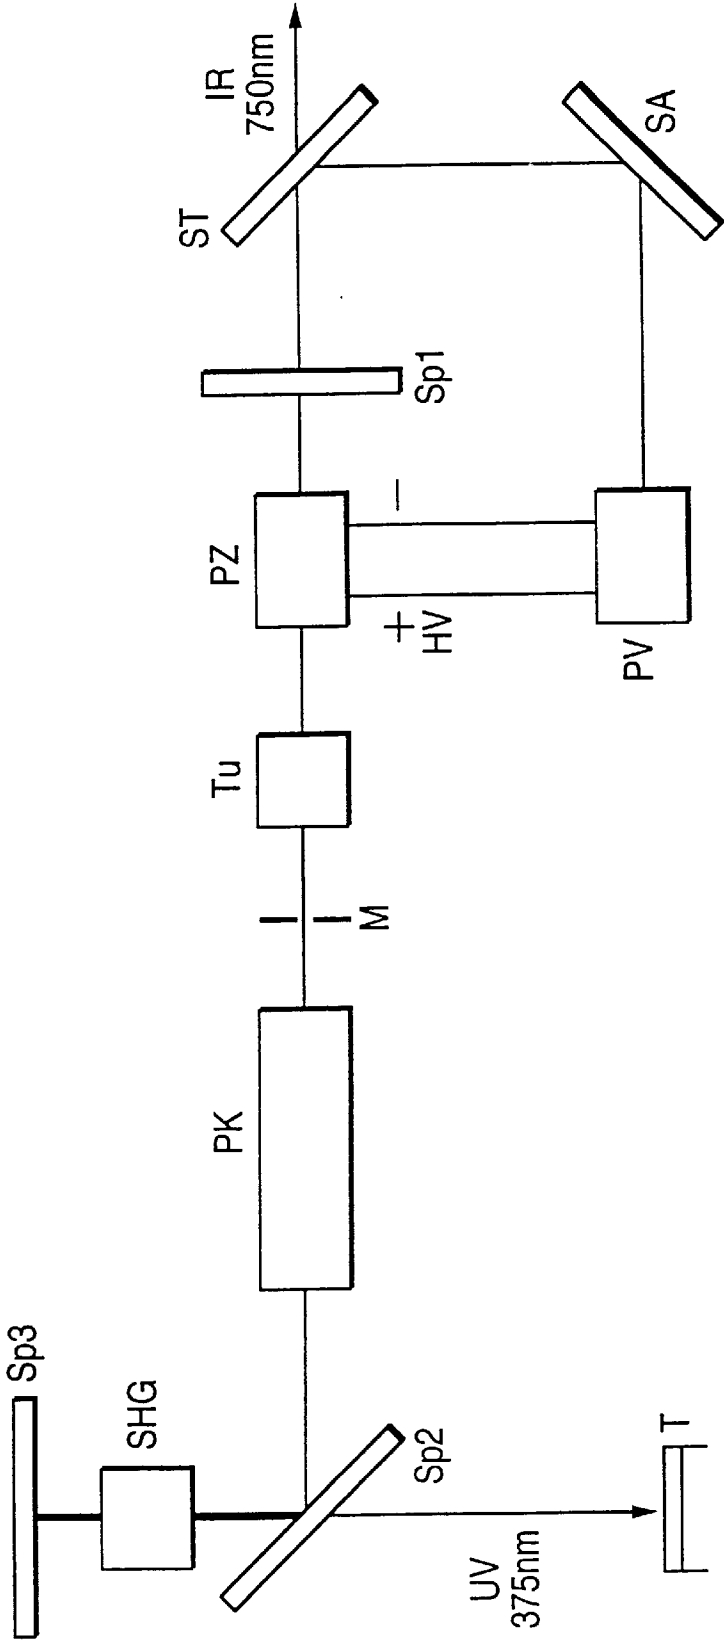 Sp3
SHG
Sp2
UV
375nm
T
PK
M
Tu
PZ
+
HV
−
PV
Sp1
ST
IR
750nm
SA